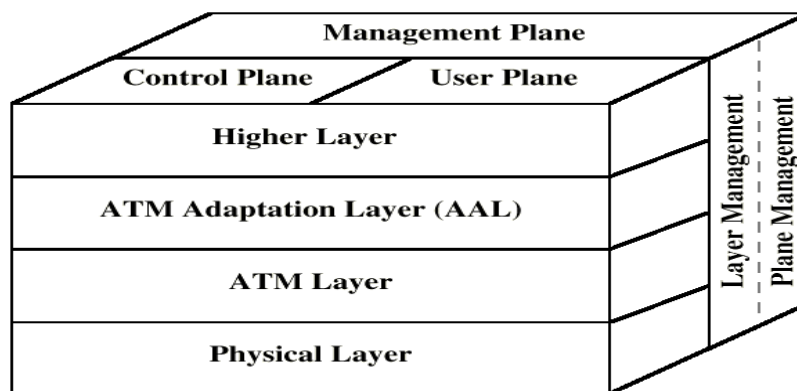 Management Plane
Control Plane
User Plane
Higher Layer
ATM Adaptation Layer (AAL)
ATM Layer
Physical Layer
Layer Management
Plane Management